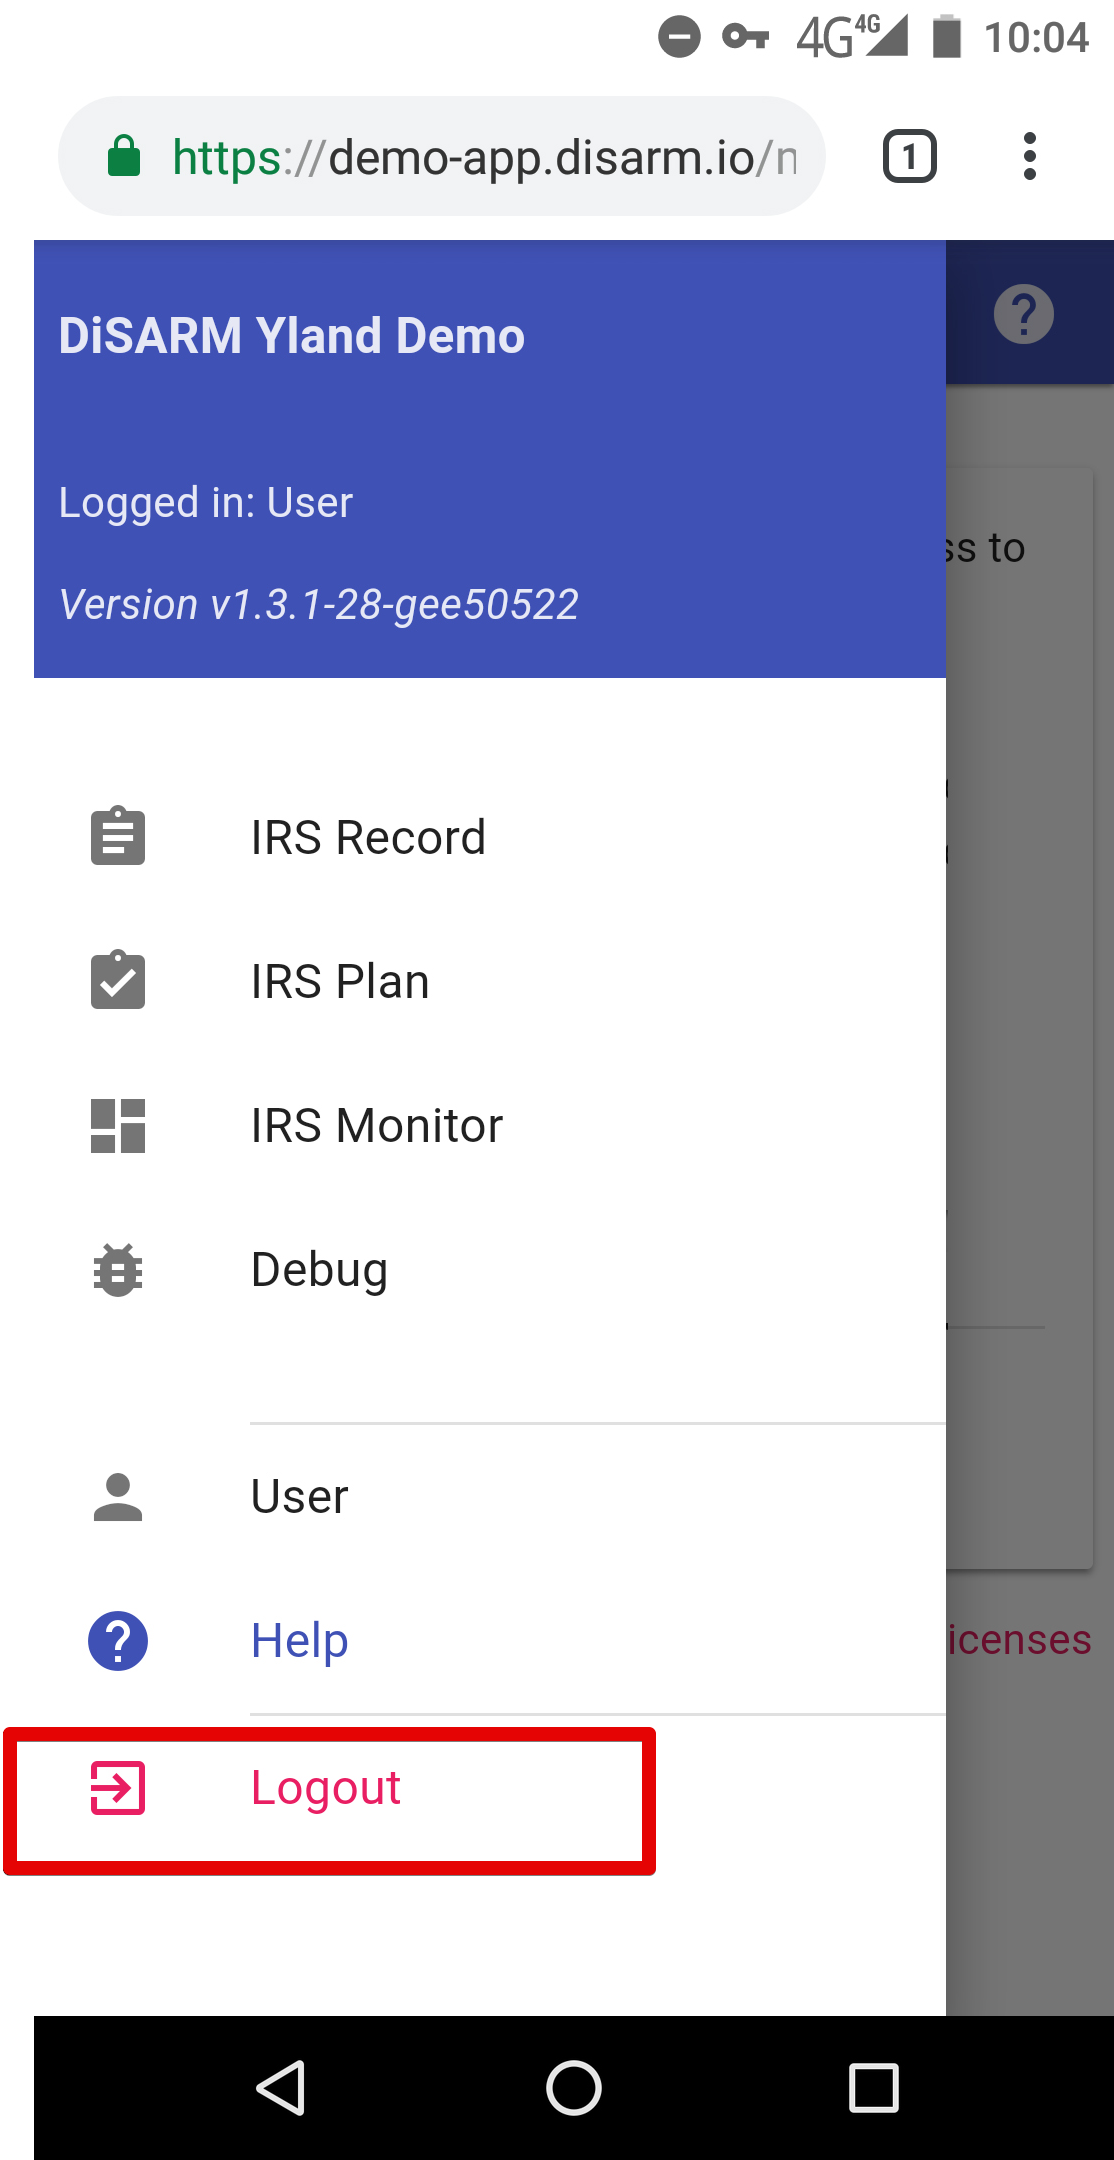 4G 4G 10:04
https://demo-app.disarm.io/
1
DiSARM Yland Demo
Logged in: User
to
Version v1.3.1-28-gee50522
IRS Record
IRS Plan
IRS Monitor
Debug
User
Help
icenses
Logout